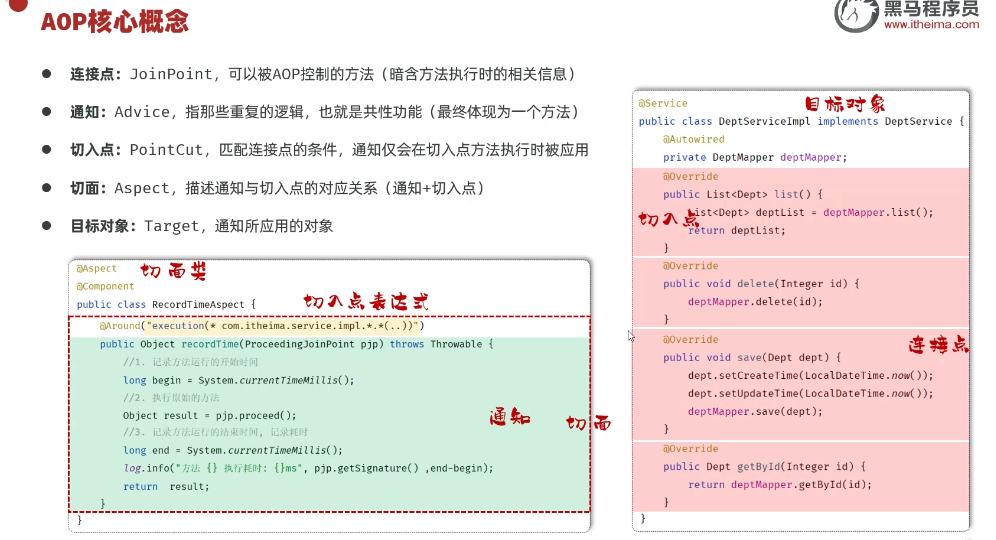 AOP核心概念
黑马程序员
www.itheima.com
连接点：JoinPoint，可以被AOP控制的方法（暗含方法执行时的相关信息）
通知：Advice，指那些重复的逻辑，也就是共性功能（最终体现为一个方法）
切入点：PointCut，匹配连接点的条件，通知仅会在切入点方法执行时被应用
切面：Aspect，描述通知与切入点的对应关系（通知+切入点）
目标对象：Target，通知所应用的对象
@Aspect
切面类
@Component
public class RecordTimeAspect {
切入点表达式
@Around("execution(* com.itheima.service.impl.*.*(..))")
public Object recordTime(ProceedingJoinPoint pjp) throws Throwable {
//1. 记录方法运行的开始时间
long begin = System.currentTimeMillis();
//2. 执行原始的方法
Object result = pjp.proceed();
//3. 记录方法运行的结束时间, 记录耗时
long end = System.currentTimeMillis();
log.info("方法 {} 执行耗时: {}ms", pjp.getSignature() ,end-begin);
return result;
}
}
通知
切面
@Service
目标对象
public class DeptServiceImpl implements DeptService {
@Autowired
private DeptMapper deptMapper;
@Override
public List<Dept> list() {
List<Dept> deptList = deptMapper.list();
切入点
return deptList;
}
@Override
public void delete(Integer id) {
deptMapper.delete(id);
}
@Override
public void save(Dept dept) {
连接点
dept.setCreateTime(LocalDateTime.now());
dept.setUpdateTime(LocalDateTime.now());
deptMapper.save(dept);
}
@Override
public Dept getById(Integer id) {
return deptMapper.getById(id);
}
}